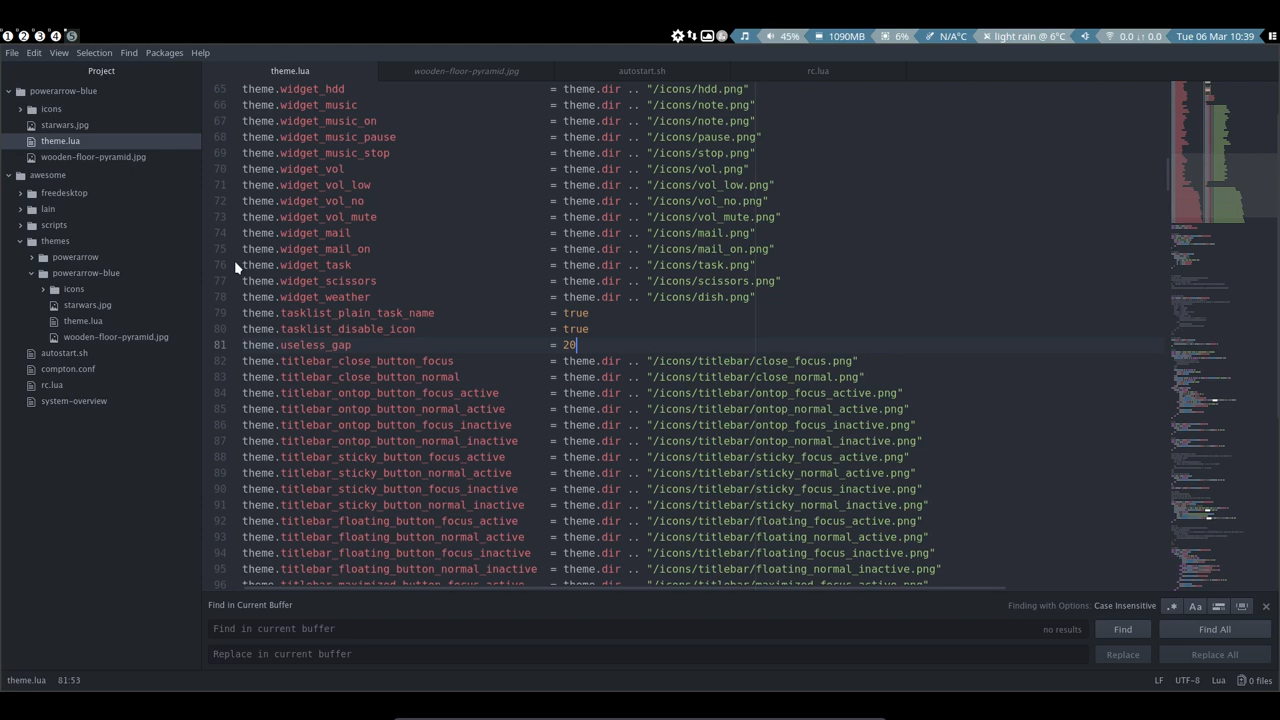 1 2 3 4 5 45% 1090MB 6% N/A°C light rain @ 6°C 0.0 ↓↑ 0.0 Tue 06 Mar 10:39
File Edit View Selection Find Packages Help
Project
powerarrow-blue
icons
starwars.jpg
theme.lua
wooden-floor-pyramid.jpg
awesome
freedesktop
lain
scripts
themes
powerarrow
powerarrow-blue
icons
starwars.jpg
theme.lua
wooden-floor-pyramid.jpg
autostart.sh
compton.conf
rc.lua
system-overview
theme.lua wooden-floor-pyramid.jpg autostart.sh rc.lua
65 theme.widget_hdd = theme.dir .. "/icons/hdd.png"
66 theme.widget_music = theme.dir .. "/icons/note.png"
67 theme.widget_music_on = theme.dir .. "/icons/note.png"
68 theme.widget_music_pause = theme.dir .. "/icons/pause.png"
69 theme.widget_music_stop = theme.dir .. "/icons/stop.png"
70 theme.widget_vol = theme.dir .. "/icons/vol.png"
71 theme.widget_vol_low = theme.dir .. "/icons/vol_low.png"
72 theme.widget_vol_no = theme.dir .. "/icons/vol_no.png"
73 theme.widget_vol_mute = theme.dir .. "/icons/vol_mute.png"
74 theme.widget_mail = theme.dir .. "/icons/mail.png"
75 theme.widget_mail_on = theme.dir .. "/icons/mail_on.png"
76 theme.widget_task = theme.dir .. "/icons/task.png"
77 theme.widget_scissors = theme.dir .. "/icons/scissors.png"
78 theme.widget_weather = theme.dir .. "/icons/dish.png"
79 theme.tasklist_plain_task_name = true
80 theme.tasklist_disable_icon = true
81 theme.useless_gap = 20
82 theme.titlebar_close_button_focus = theme.dir .. "/icons/titlebar/close_focus.png"
83 theme.titlebar_close_button_normal = theme.dir .. "/icons/titlebar/close_normal.png"
84 theme.titlebar_ontop_button_focus_active = theme.dir .. "/icons/titlebar/ontop_focus_active.png"
85 theme.titlebar_ontop_button_normal_active = theme.dir .. "/icons/titlebar/ontop_normal_active.png"
86 theme.titlebar_ontop_button_focus_inactive = theme.dir .. "/icons/titlebar/ontop_focus_inactive.png"
87 theme.titlebar_ontop_button_normal_inactive = theme.dir .. "/icons/titlebar/ontop_normal_inactive.png"
88 theme.titlebar_sticky_button_focus_active = theme.dir .. "/icons/titlebar/sticky_focus_active.png"
89 theme.titlebar_sticky_button_normal_active = theme.dir .. "/icons/titlebar/sticky_normal_active.png"
90 theme.titlebar_sticky_button_focus_inactive = theme.dir .. "/icons/titlebar/sticky_focus_inactive.png"
91 theme.titlebar_sticky_button_normal_inactive = theme.dir .. "/icons/titlebar/sticky_normal_inactive.png"
92 theme.titlebar_floating_button_focus_active = theme.dir .. "/icons/titlebar/floating_focus_active.png"
93 theme.titlebar_floating_button_normal_active = theme.dir .. "/icons/titlebar/floating_normal_active.png"
94 theme.titlebar_floating_button_focus_inactive = theme.dir .. "/icons/titlebar/floating_focus_inactive.png"
95 theme.titlebar_floating_button_normal_inactive = theme.dir .. "/icons/titlebar/floating_normal_inactive.png"
96 theme.titlebar_maximized_button_focus_active = theme.dir .. "/icons/titlebar/maximized_focus_active.png"
Find in Current Buffer Finding with Options: Case Insensitive .* Aa
Find in current buffer no results Find Find All
Replace in current buffer Replace Replace All
theme.lua 81:53 LF UTF-8 Lua 0 files